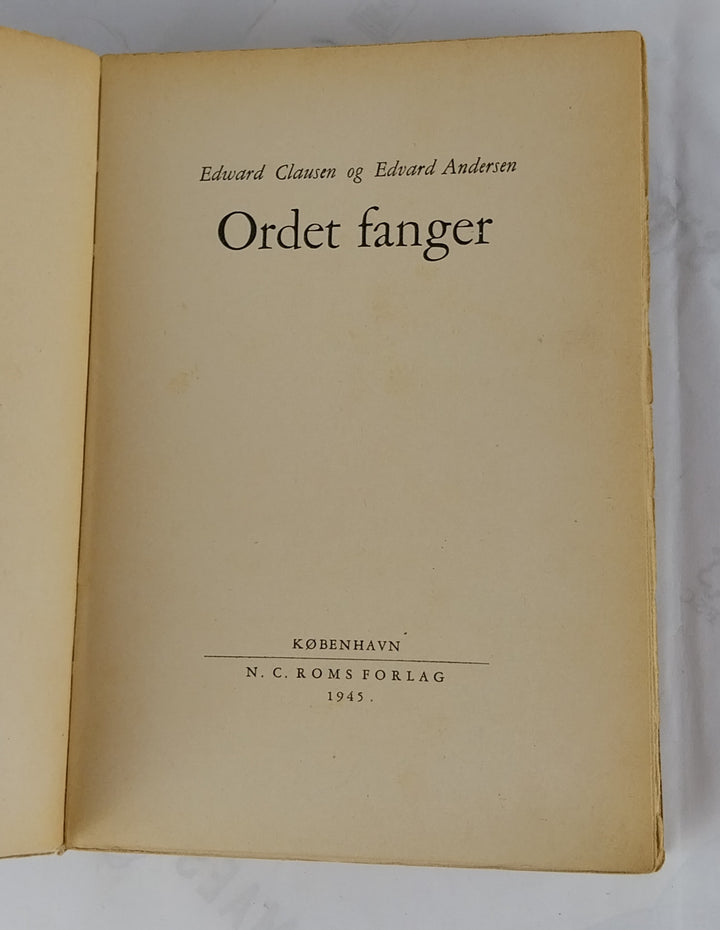 Edward Clausen og Edvard Andersen
Ordet fanger
KØBENHAVN
N. C. ROMS FORLAG
1945.